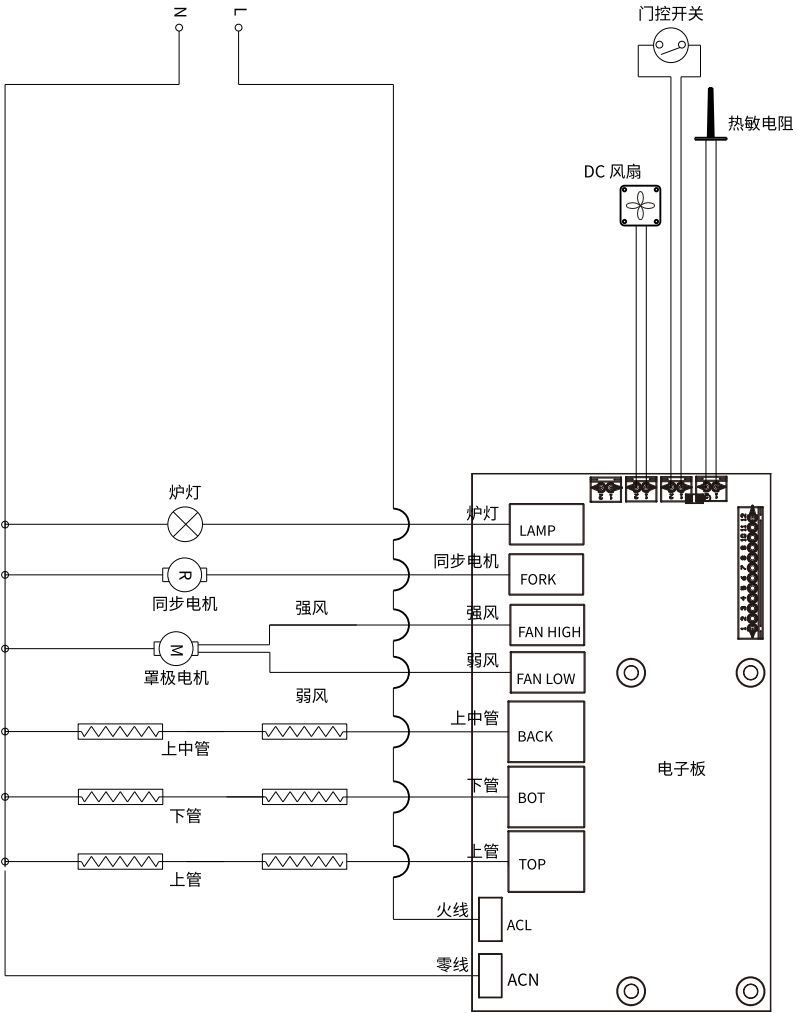 N
L
门控开关
热敏电阻
DC 风扇
炉灯
炉灯
LAMP
同步电机
R
FORK
同步电机
强风
强风
FAN HIGH
M
弱风
FAN LOW
罩极电机
弱风
上中管
BACK
上中管
电子板
下管
BOT
下管
上管
TOP
上管
火线
ACL
零线
ACN